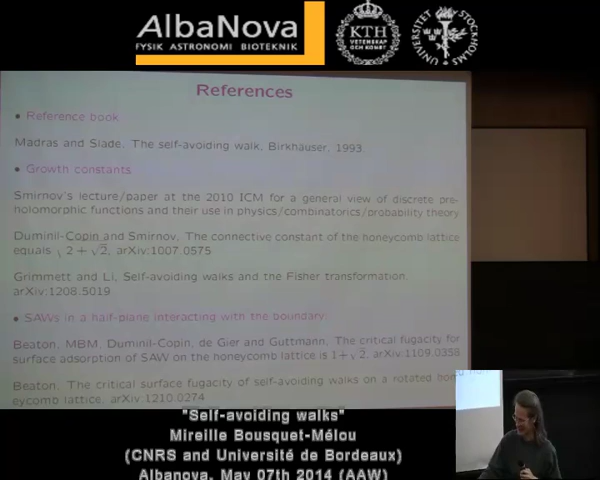 AlbaNova
FYSIK ASTRONOMI BIOTEKNIK
KTH
VETENSKAP
OCH KONST
References
• Reference book
Madras and Slade. The self-avoiding walk, Birkhäuser, 1993
• Growth constants
Smirnov's lecture/paper at the 2010 ICM for a general view of discrete pre-
holomorphic functions and their use in physics/combinatorics/probability theory
Duminil-Copin and Smirnov, The connective constant of the honeycomb lattice
equals √2+√2, arXiv:1007.0575
Grimmett and Li, Self-avoiding walks and the Fisher transformation.
arXiv:1208.5019
• SAWs in a half-plane interacting with the boundary
Beaton, MBM, Duminil-Copin, de Gier and Guttmann. The critical fugacity for
surface adsorption of SAW on the honeycomb lattice is 1+√2, arXiv:1109.0358
Beaton. The critical surface fugacity of self-avoiding walks on a rotated hon-
eycomb lattice. arXiv:1210.0274
"Self-avoiding walks"
Mireille Bousquet-Mélou
(CNRS and Université de Bordeaux)
Albanova, May 07th 2014 (AAW)